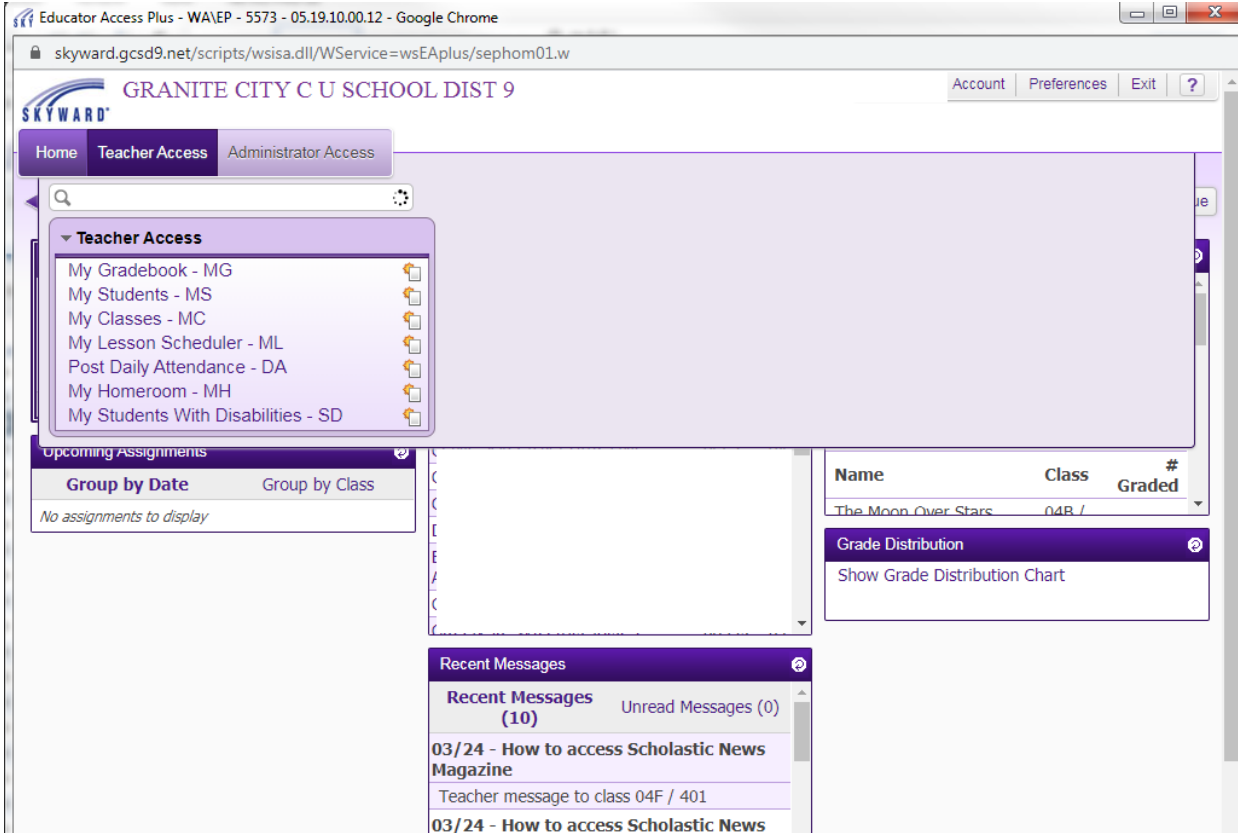 Educator Access Plus - WA\EP - 5573 - 05.19.10.00.12 - Google Chrome
skyward.gcsd9.net/scripts/wsisa.dll/WService=wsEAplus/sephom01.w
SKYWARD
GRANITE CITY C U SCHOOL DIST 9
Account Preferences Exit ?
Home Teacher Access Administrator Access
Teacher Access
My Gradebook - MG
My Students - MS
My Classes - MC
My Lesson Scheduler - ML
Post Daily Attendance - DA
My Homeroom - MH
My Students With Disabilities - SD
Upcoming Assignments
Group by Date Group by Class
No assignments to display
Recent Messages
Recent Messages (10)
Unread Messages (0)
03/24 - How to access Scholastic News
Magazine
Teacher message to class 04F / 401
03/24 - How to access Scholastic News
Name Class # Graded
The Moon Over Stars 04B /
Grade Distribution
Show Grade Distribution Chart